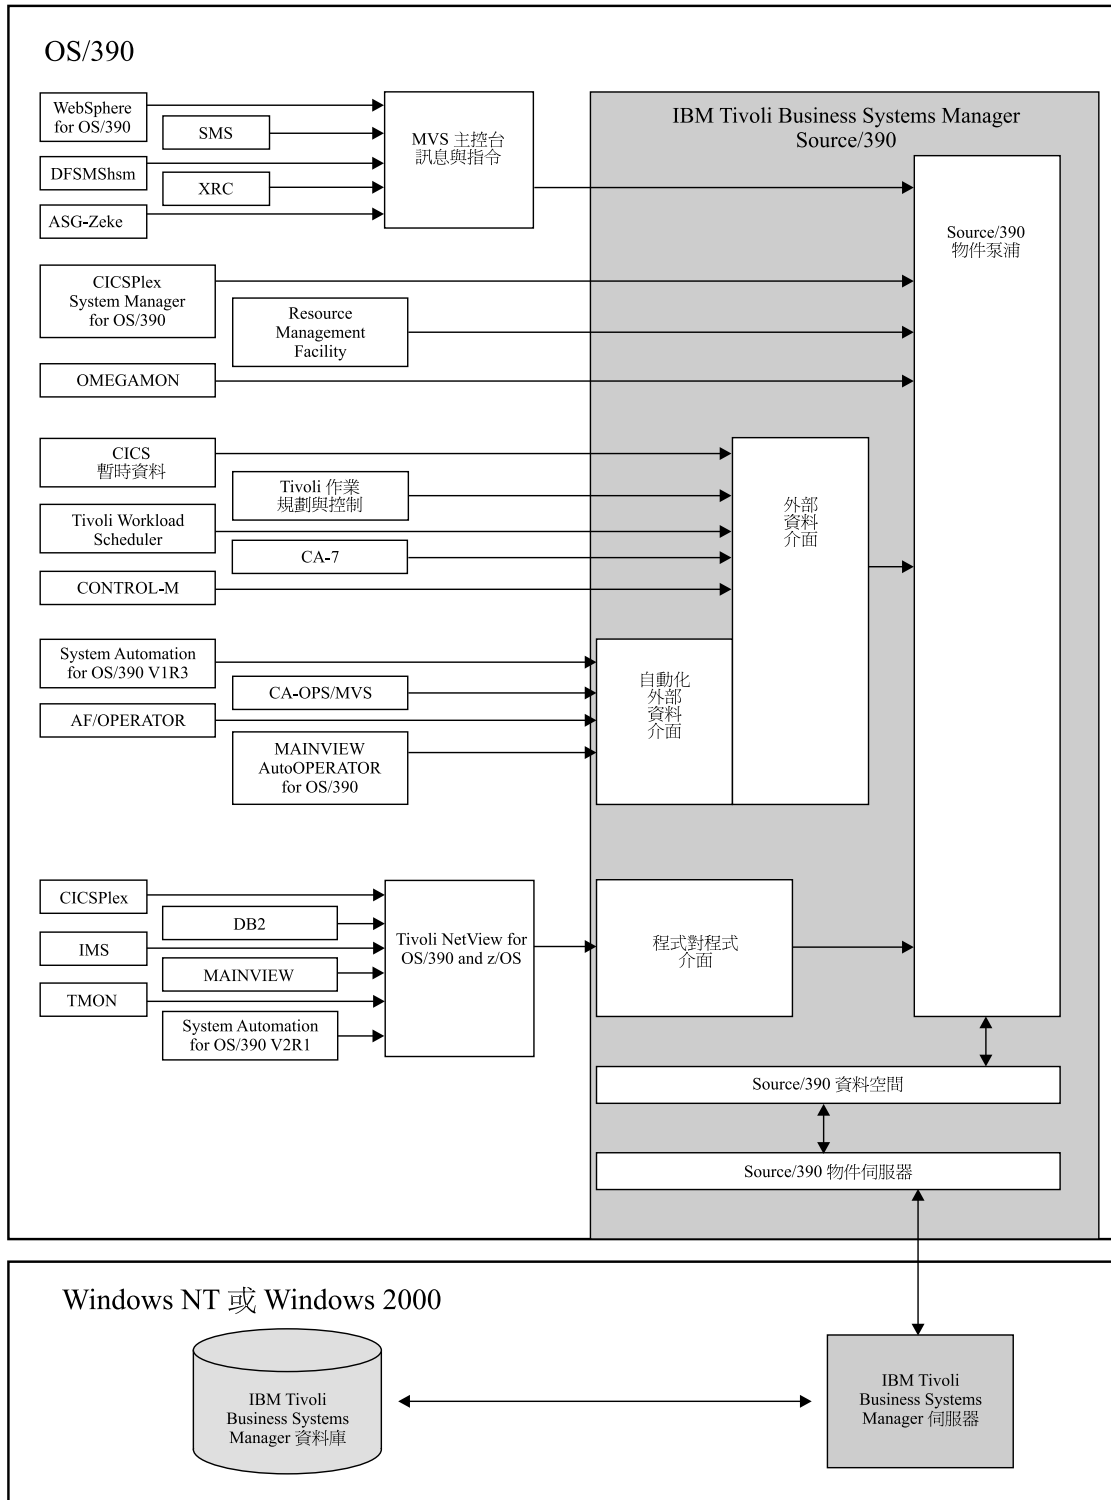 OS/390
WebSphere
for OS/390
SMS
DFSMShsm
XRC
ASG-Zeke
MVS 主控台
訊息與指令
IBM Tivoli Business Systems Manager
Source/390
Source/390
物件泵浦
CICSPlex
System Manager
for OS/390
Resource
Management
Facility
OMEGAMON
CICS
暫時資料
Tivoli 作業
規劃與控制
Tivoli Workload
Scheduler
CA-7
CONTROL-M
外部
資料
介面
System Automation
for OS/390 V1R3
CA-OPS/MVS
AF/OPERATOR
MAINVIEW
AutoOPERATOR
for OS/390
自動化
外部
資料
介面
CICSPlex
DB2
IMS
MAINVIEW
TMON
System Automation
for OS/390 V2R1
Tivoli NetView for
OS/390 and z/OS
程式對程式
介面
Source/390 資料空間
Source/390 物件伺服器
Windows NT 或 Windows 2000
IBM Tivoli
Business Systems
Manager 資料庫
IBM Tivoli
Business Systems
Manager 伺服器